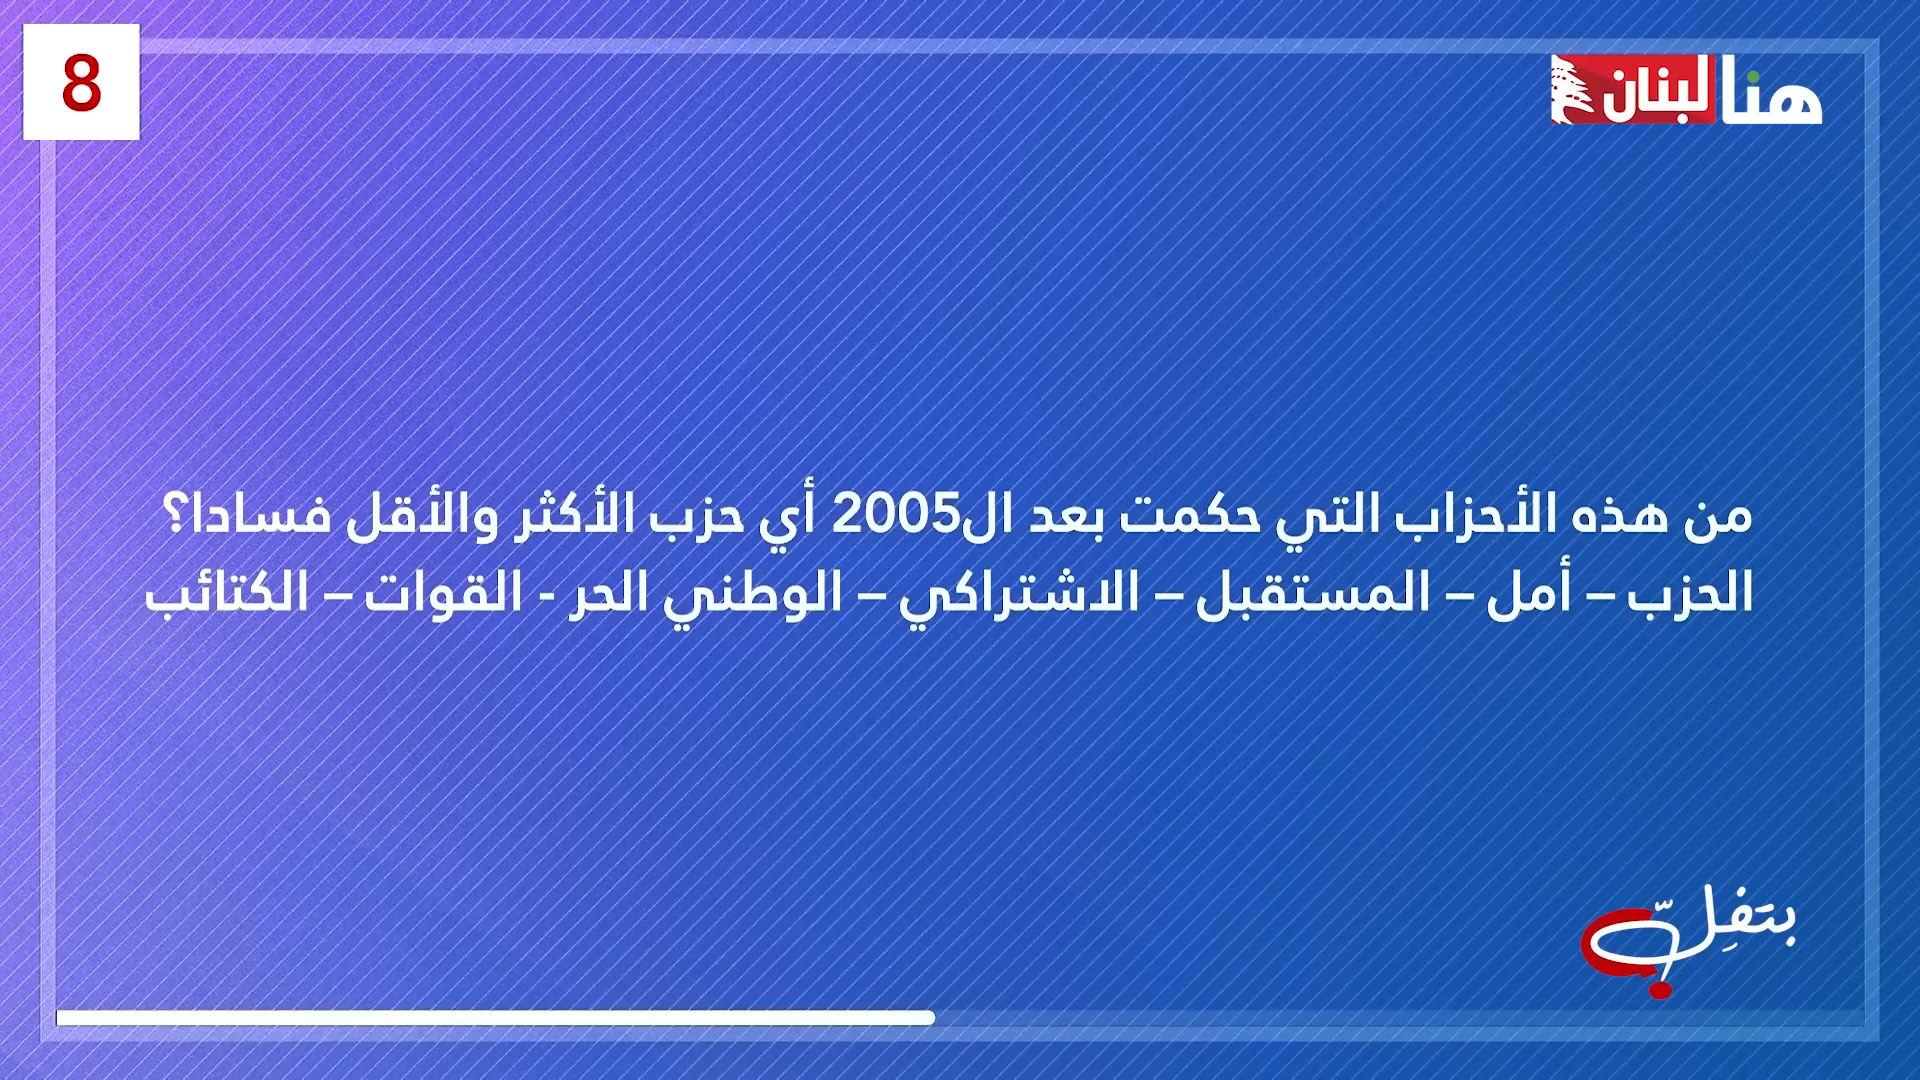 8
هنا لبنان
من هذه الأحزاب التي حكمت بعد ال2005 أي حزب الأكثر والأقل فسادا؟
الحزب – أمل – المستقبل – الاشتراكي – الوطني الحر - القوات – الكتائب
بتفلّ